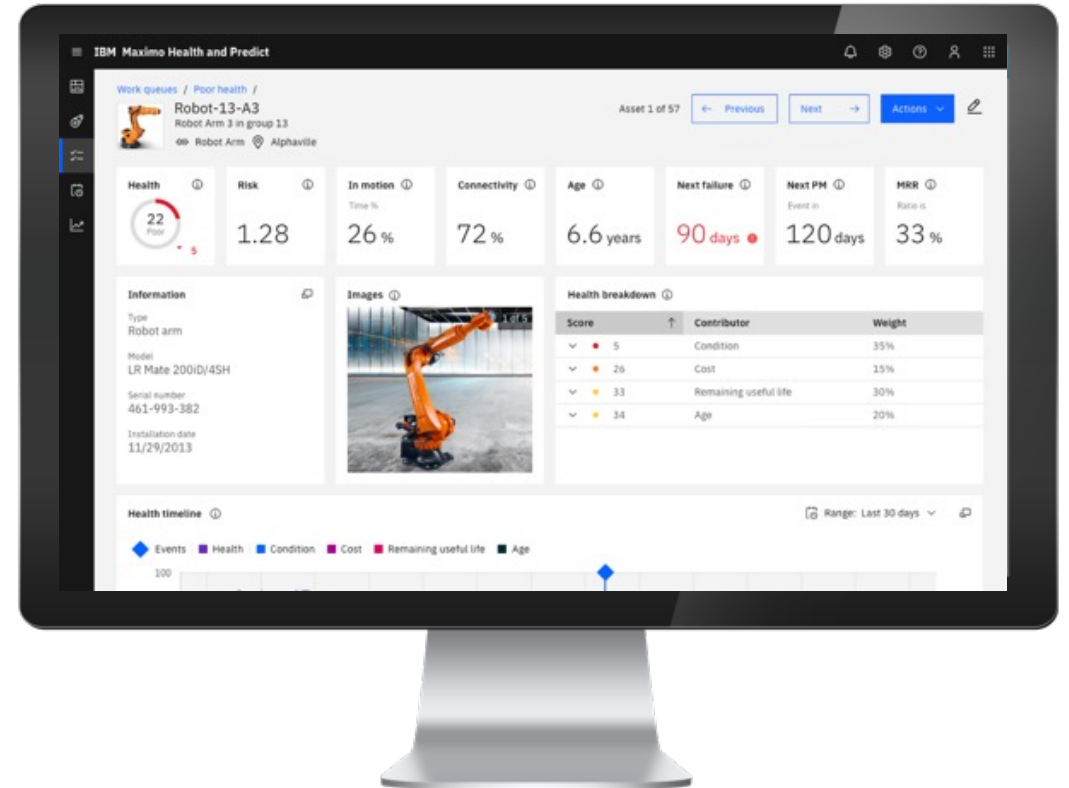 IBM Maximo Health and Predict
Work queues / Poor health /
Robot-13-A3
Robot Arm 3 in group 13
Robot Arm Alphaville
Asset 1 of 57
← Previous
Next →
Actions
Health
22
Poor
5
Risk
1.28
In motion
Time %
26 %
Connectivity
72 %
Age
6.6 years
Next failure
90 days
Next PM
Event in
120 days
MRR
Ratio is
33 %
Information
Type
Robot arm
Model
LR Mate 200iD/4SH
Serial number
461-993-382
Installation date
11/29/2013
Images
1 of 5
Health breakdown
Score ↑ Contributor Weight
5 Condition 35%
26 Cost 15%
33 Remaining useful life 30%
34 Age 20%
Health timeline
Range: Last 30 days
Events Health Condition Cost Remaining useful life Age
100